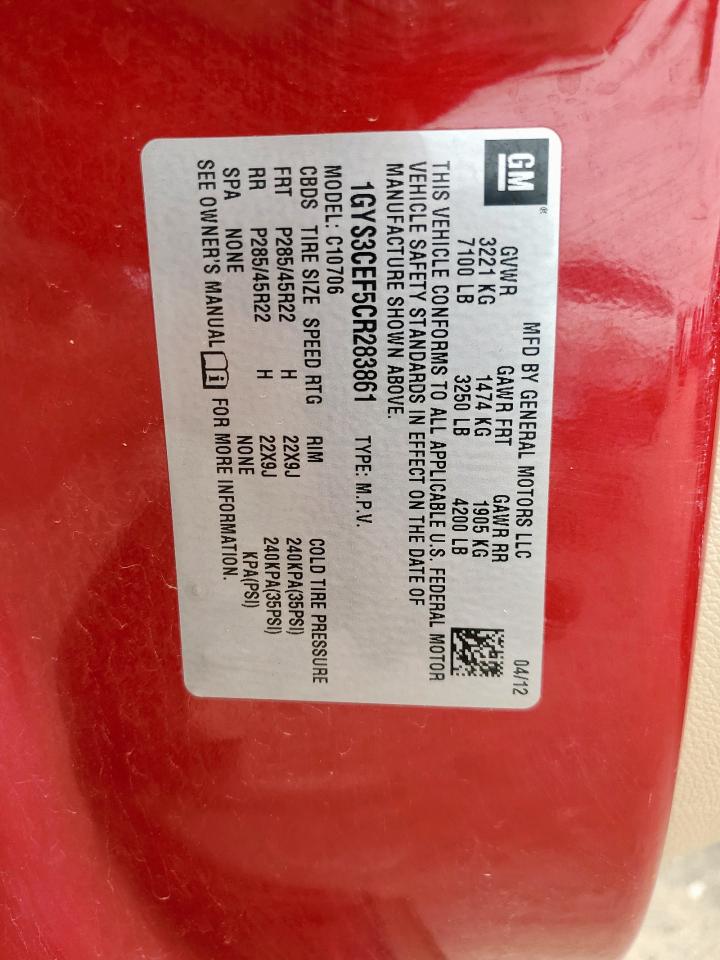 GM®
MFD BY GENERAL MOTORS LLC 04/12
GVWR GAWR FRT GAWR RR
3221 KG 1474 KG 1905 KG
7100 LB 3250 LB 4200 LB
THIS VEHICLE CONFORMS TO ALL APPLICABLE U.S. FEDERAL MOTOR
VEHICLE SAFETY STANDARDS IN EFFECT ON THE DATE OF
MANUFACTURE SHOWN ABOVE.
1GYS3CEF5CR283861 TYPE: M.P.V.
MODEL: C10706
CBDS TIRE SIZE SPEED RTG RIM COLD TIRE PRESSURE
FRT P285/45R22 H 22X9J 240KPA(35PSI)
RR P285/45R22 H 22X9J 240KPA(35PSI)
SPA NONE NONE KPA(PSI)
SEE OWNER'S MANUAL FOR MORE INFORMATION.